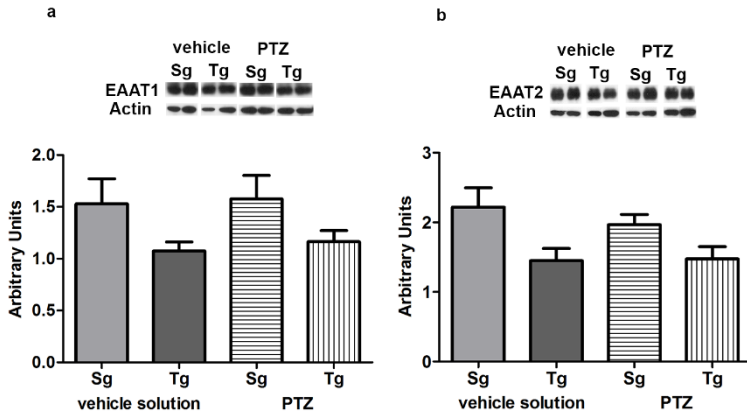 a
vehicle PTZ
Sg Tg Sg Tg
EAAT1
Actin
2.0
1.5
1.0
0.5
0.0
Arbitrary Units
Sg Tg Sg Tg
vehicle solution PTZ
b
vehicle PTZ
Sg Tg Sg Tg
EAAT2
Actin
3
2
1
0
Arbitrary Units
Sg Tg Sg Tg
vehicle solution PTZ